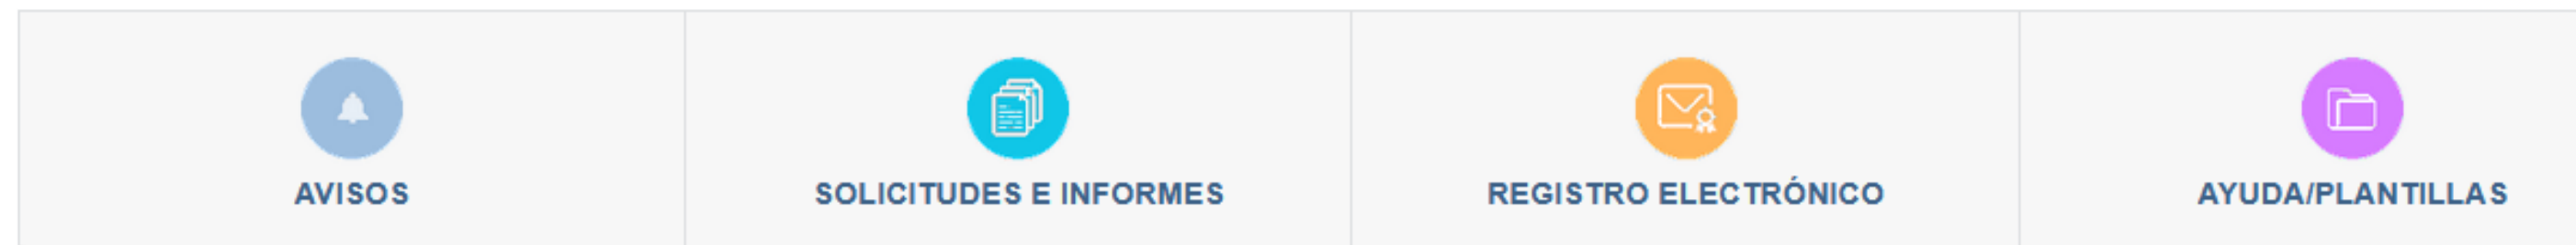 AVISOS
SOLICITUDES E INFORMES
REGISTRO ELECTRÓNICO
AYUDA/PLANTILLAS